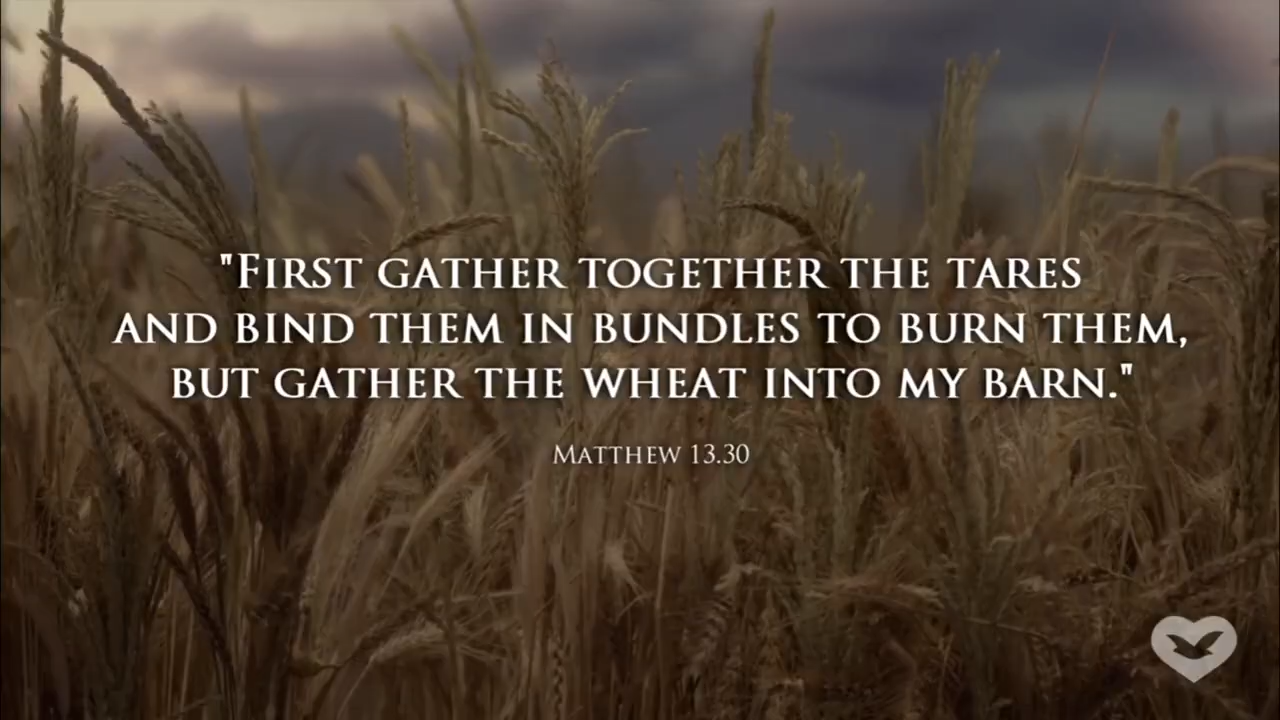 "First gather together the tares
and bind them in bundles to burn them,
but gather the wheat into my barn."
Matthew 13.30